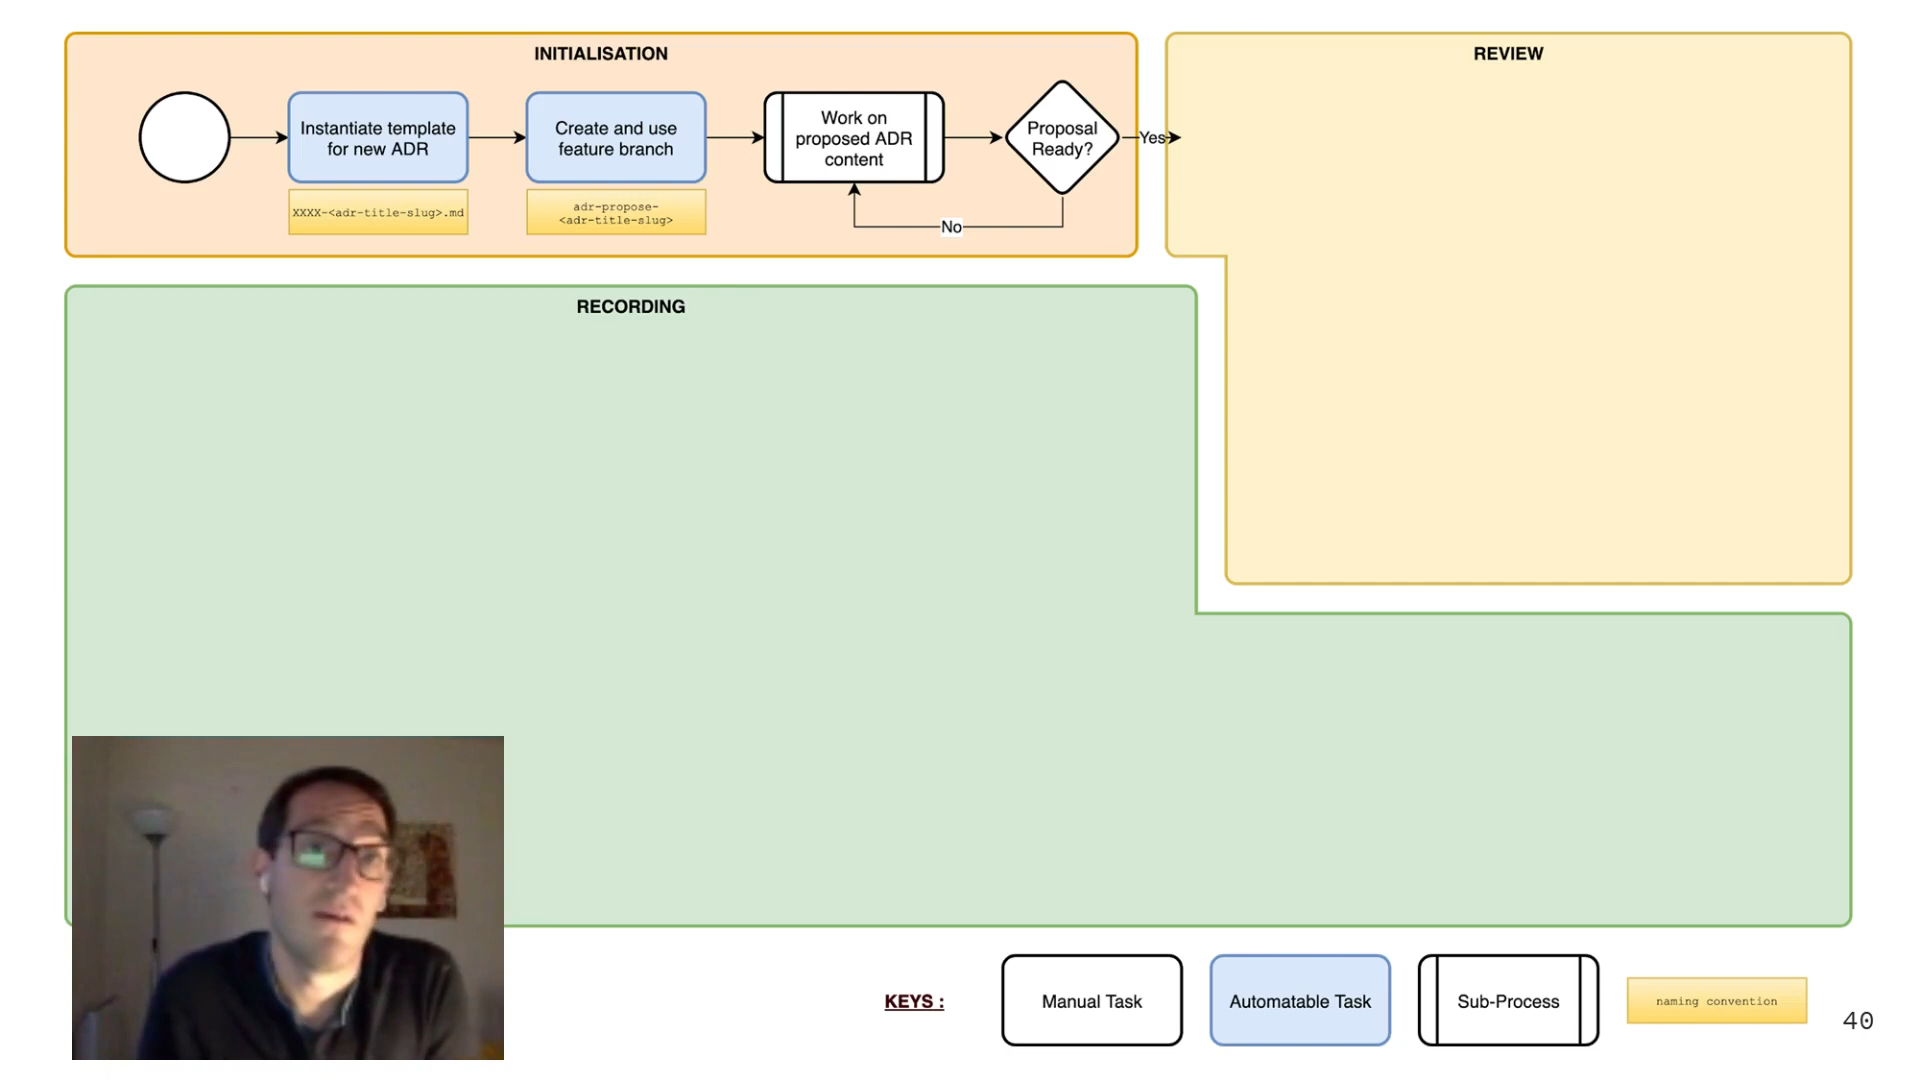 INITIALISATION
REVIEW
Instantiate template
for new ADR
Create and use
feature branch
Work on
proposed ADR
content
Proposal
Ready?
Yes
XXXX-<adr-title-slug>.md
adr-propose-
<adr-title-slug>
No
RECORDING
KEYS :
Manual Task
Automatable Task
Sub-Process
naming convention
40